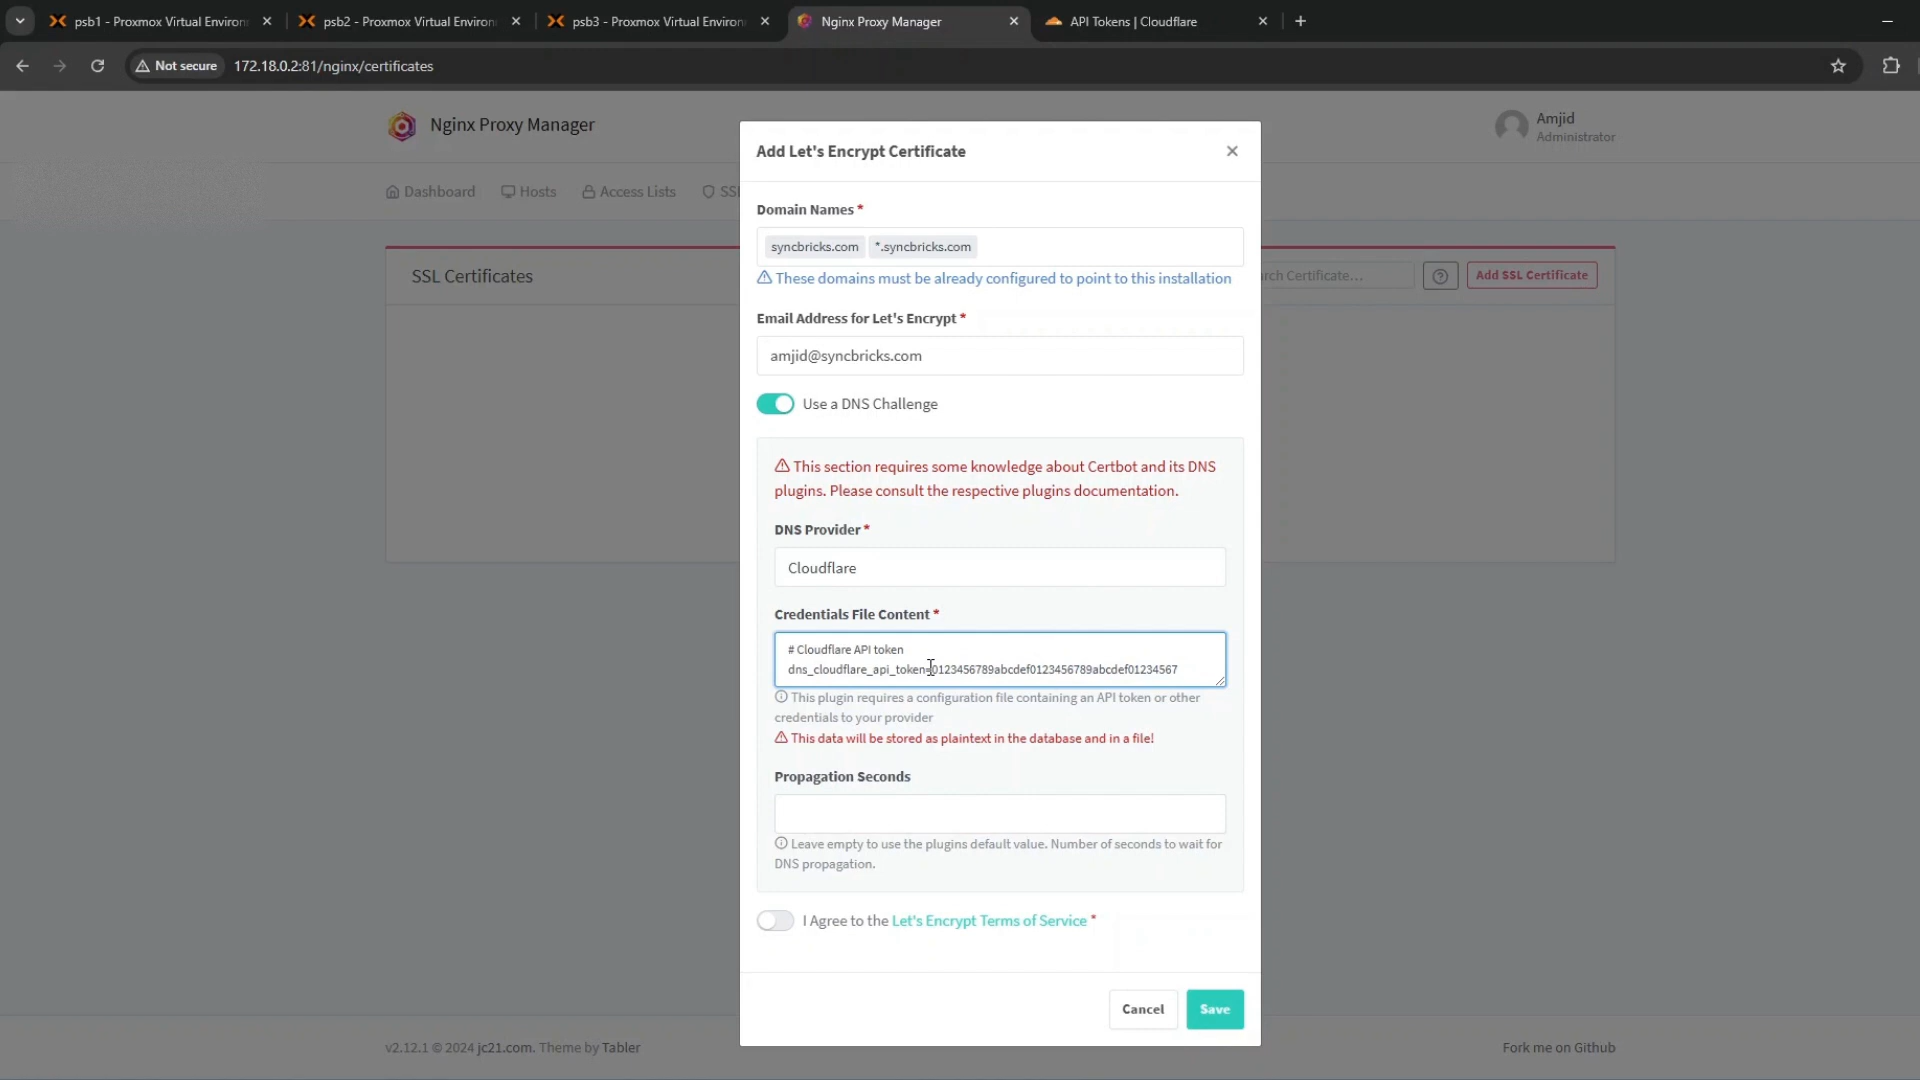 psb1 - Proxmox Virtual Environ
psb2 - Proxmox Virtual Environ
psb3 - Proxmox Virtual Environ
Nginx Proxy Manager
API Tokens | Cloudflare
Not secure
172.18.0.2:81/nginx/certificates
Nginx Proxy Manager
Amjid
Administrator
Dashboard
Hosts
Access Lists
SSL
SSL Certificates
rch Certificate...
Add SSL Certificate
Add Let's Encrypt Certificate
Domain Names *
syncbricks.com *.syncbricks.com
These domains must be already configured to point to this installation
Email Address for Let's Encrypt *
amjid@syncbricks.com
Use a DNS Challenge
This section requires some knowledge about Certbot and its DNS
plugins. Please consult the respective plugins documentation.
DNS Provider *
Cloudflare
Credentials File Content *
# Cloudflare API token
dns_cloudflare_api_token=0123456789abcdef0123456789abcdef01234567
This plugin requires a configuration file containing an API token or other
credentials to your provider
This data will be stored as plaintext in the database and in a file!
Propagation Seconds
Leave empty to use the plugins default value. Number of seconds to wait for
DNS propagation.
I Agree to the Let's Encrypt Terms of Service *
Cancel
Save
v2.12.1 © 2024 jc21.com. Theme by Tabler
Fork me on Github